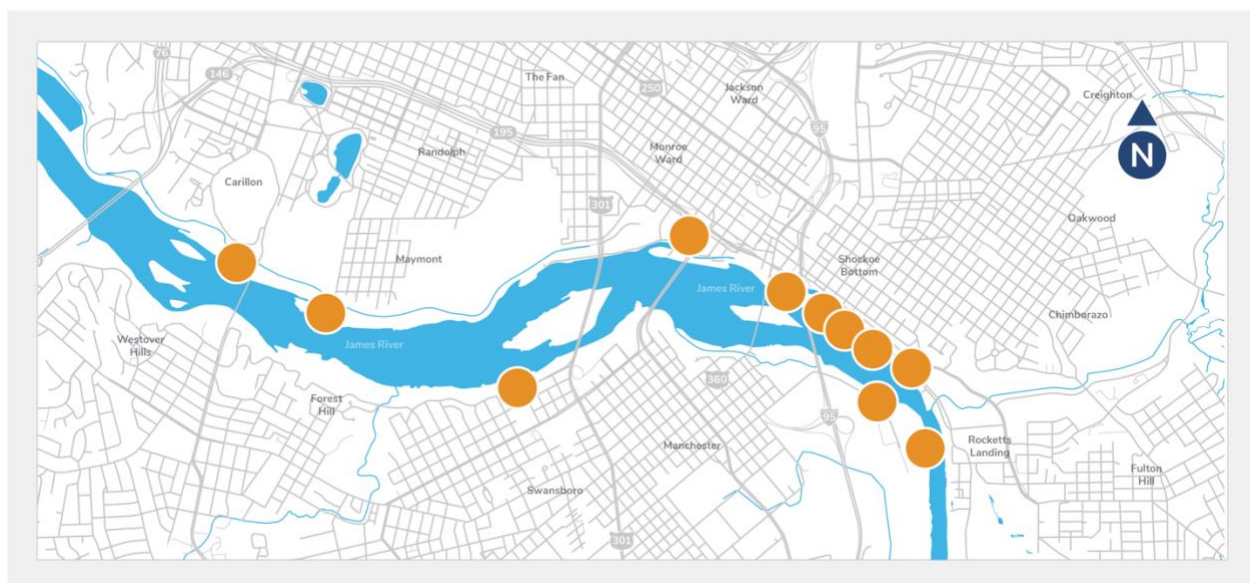 76
146
The Fan
250
Jackson
Ward
Creighton
195
95
Randolph
Monroe
Ward
N
Carillon
301
Oakwood
Maymont
Shockoe
Bottom
James River
Chimborazo
Westover
Hills
James River
360
Forest
Hill
95
Manchester
Rocketts
Landing
Fulton
Hill
Swansboro
301